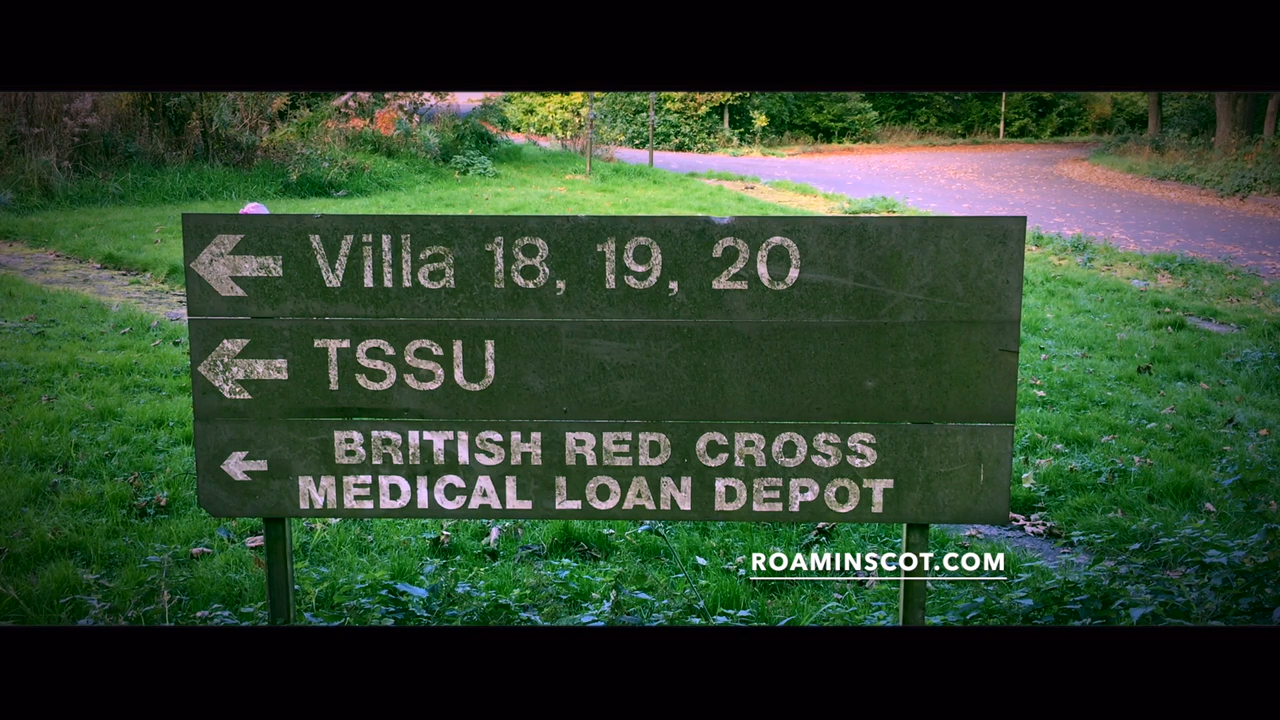 Villa 18, 19, 20
TSSU
BRITISH RED CROSS
MEDICAL LOAN DEPOT
ROAMINSCOT.COM